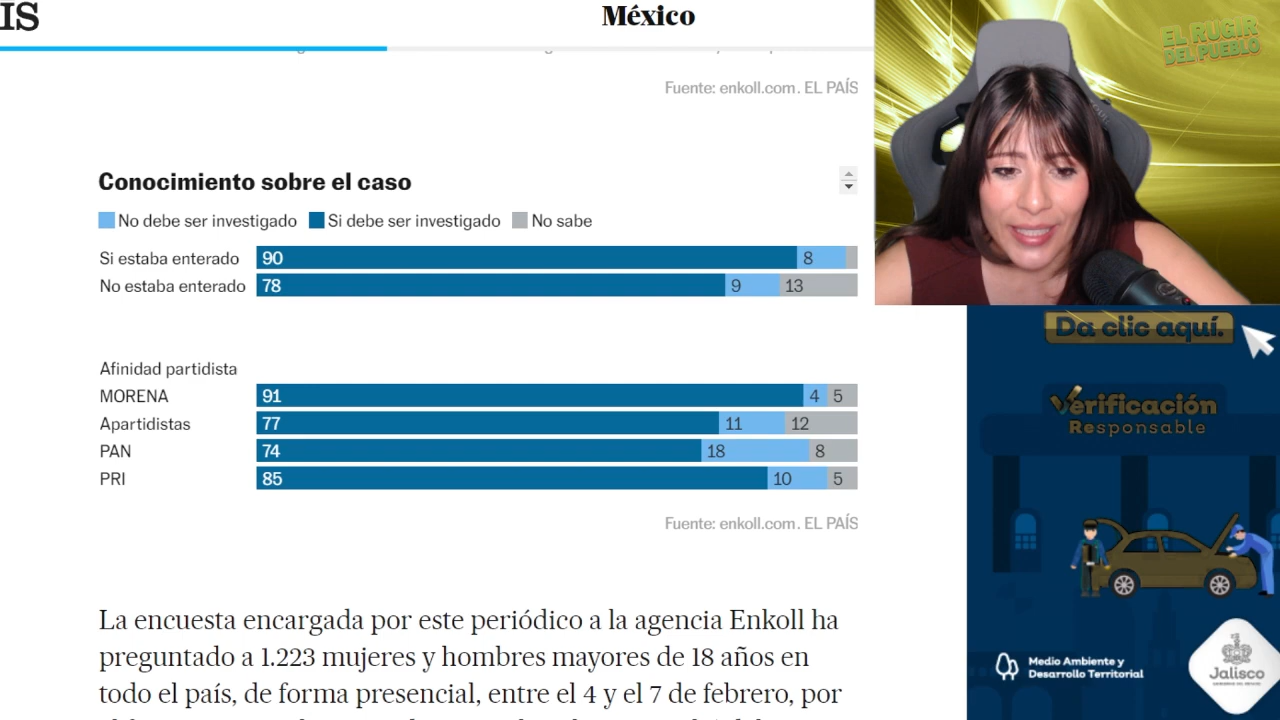 IS
México
Fuente: enkoll.com. EL PAÍS
Conocimiento sobre el caso
No debe ser investigado Si debe ser investigado No sabe
Si estaba enterado 90 8
No estaba enterado 78 9 13
Afinidad partidista
MORENA 91 4 5
Apartidistas 77 11 12
PAN 74 18 8
PRI 85 10 5
Fuente: enkoll.com. EL PAÍS
La encuesta encargada por este periódico a la agencia Enkoll ha
preguntado a 1.223 mujeres y hombres mayores de 18 años en
todo el país, de forma presencial, entre el 4 y el 7 de febrero, por
EL RUGIR
DEL PUEBLO
Da clic aquí.
Verificación
Responsable
Medio Ambiente y
Desarrollo Territorial
Jalisco